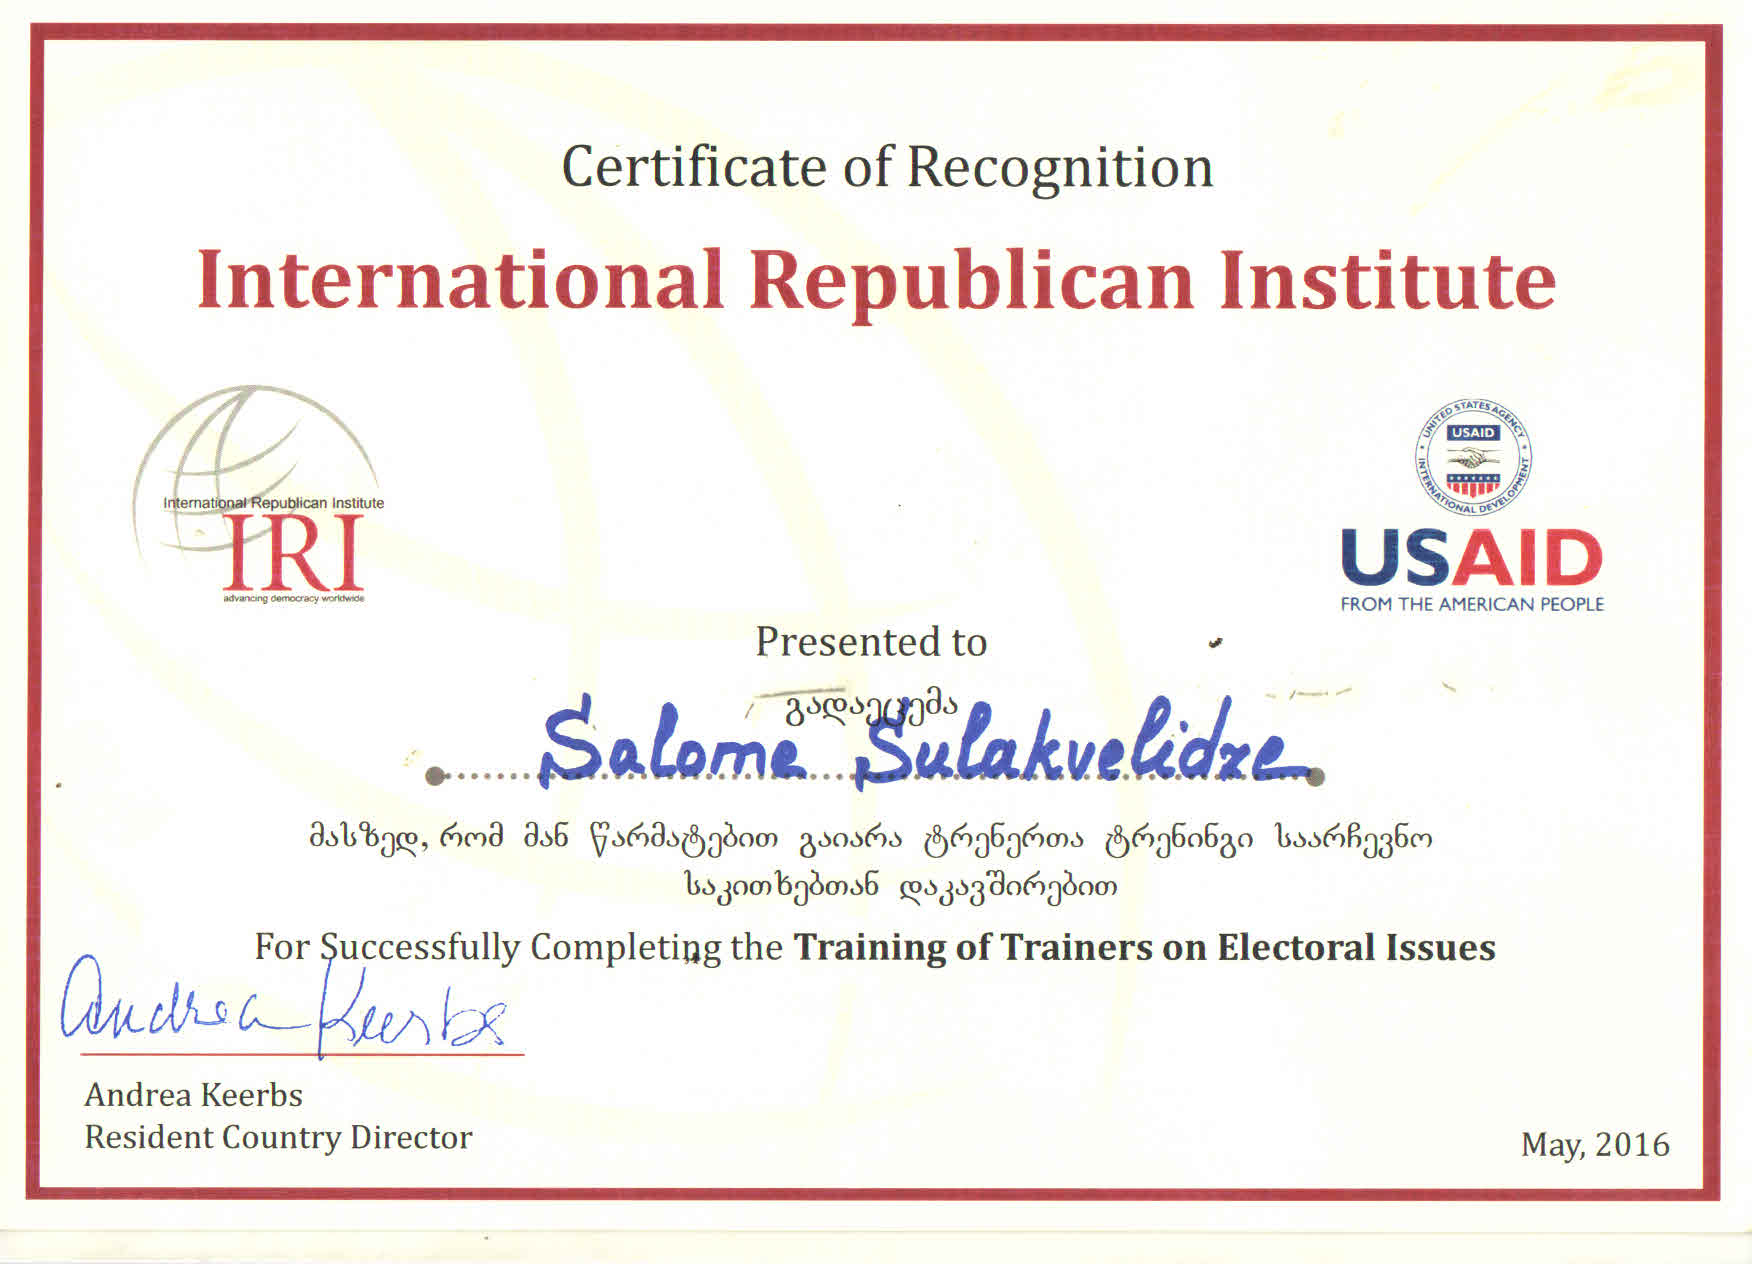 Certificate of Recognition
International Republican Institute
International Republican Institute
IRI
advancing democracy worldwide
UNITED STATES AGENCY
USAID
INTERNATIONAL DEVELOPMENT
USAID
FROM THE AMERICAN PEOPLE
Presented to
გადაეცემა
Salome Sulakvelidze
მასზედ, რომ მან წარმატებით გაიარა ტრენერთა ტრენინგი საარჩევნო
საკითხებთან დაკავშირებით
For Successfully Completing the Training of Trainers on Electoral Issues
Andrea Keerbs
Andrea Keerbs
Resident Country Director
May, 2016